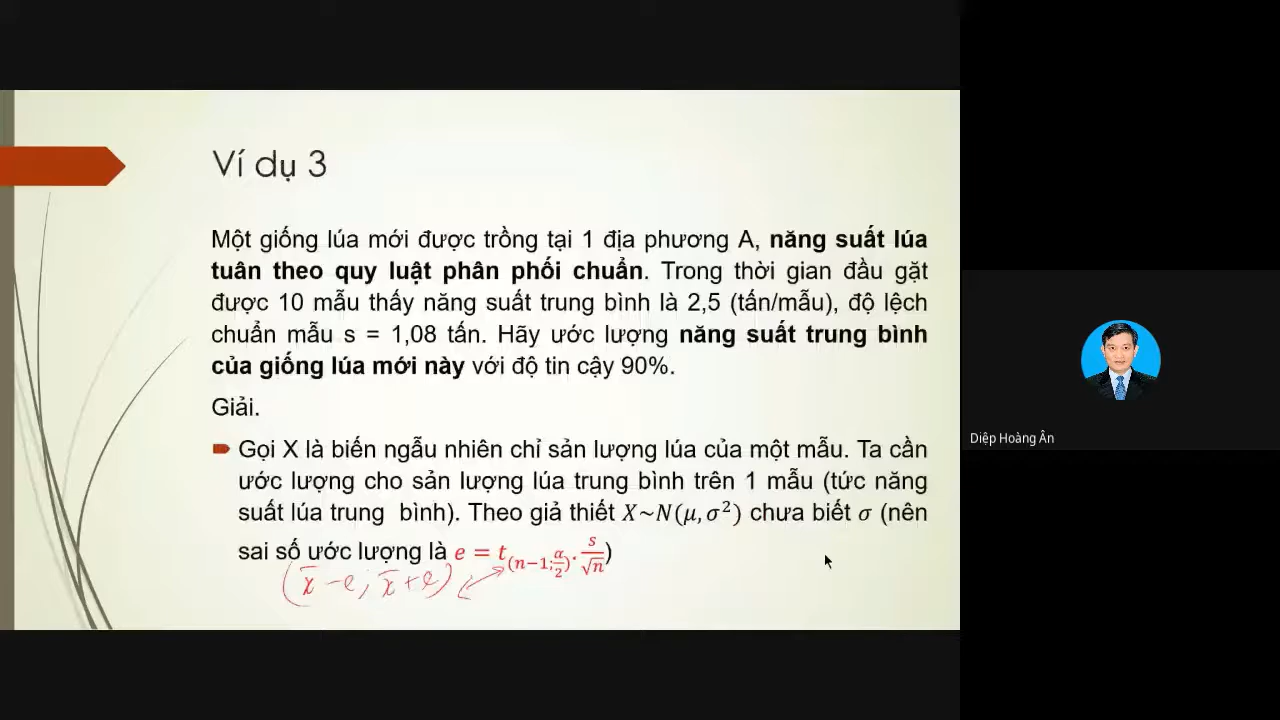 Ví dụ 3
Một giống lúa mới được trồng tại 1 địa phương A, năng suất lúa
tuân theo quy luật phân phối chuẩn. Trong thời gian đầu gặt
được 10 mẫu thấy năng suất trung bình là 2,5 (tấn/mẫu), độ lệch
chuẩn mẫu s = 1,08 tấn. Hãy ước lượng năng suất trung bình
của giống lúa mới này với độ tin cậy 90%.
Giải.
Gọi X là biến ngẫu nhiên chỉ sản lượng lúa của một mẫu. Ta cần
ước lượng cho sản lượng lúa trung bình trên 1 mẫu (tức năng
suất lúa trung bình). Theo giả thiết X~N(μ,σ²) chưa biết σ (nên
sai số ước lượng là e = t_(n−1;α/2)·s/√n)
(x̄ −e; x̄ +e)
Diệp Hoàng Ân